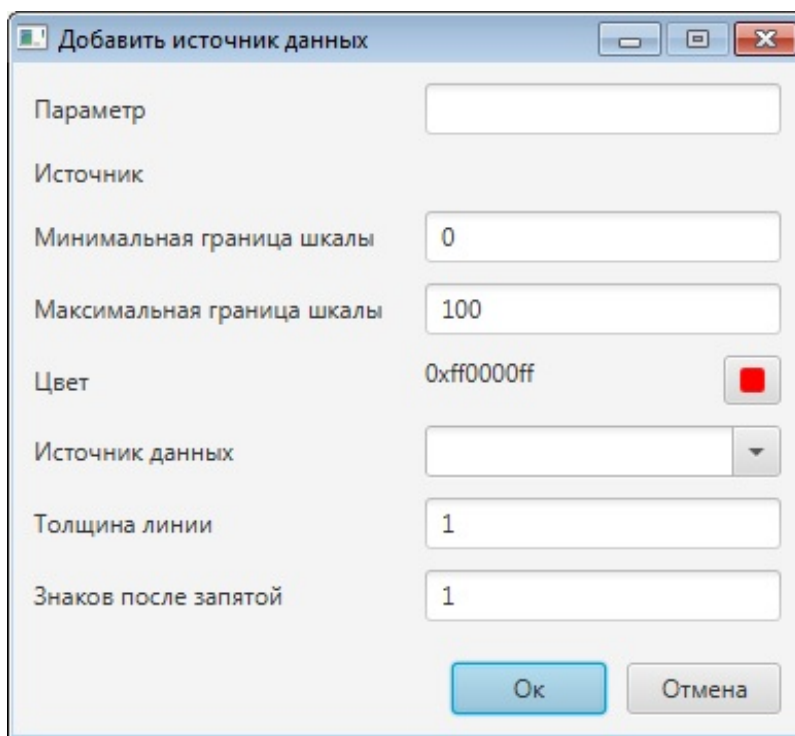 Добавить источник данных
Параметр
Источник
Минимальная граница шкалы 0
Максимальная граница шкалы 100
Цвет 0xff0000ff
Источник данных
Толщина линии 1
Знаков после запятой 1
Ок Отмена